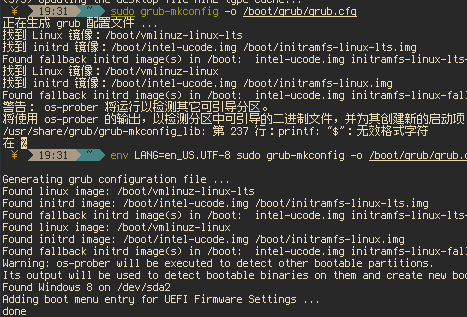 (3/3) Updating the desktop file MIME type cache...
¥ 19:31 ~ sudo grub-mkconfig -o /boot/grub/grub.cfg
正在生成 grub 配置文件 ...
找到 Linux 镜像：/boot/vmlinuz-linux-lts
找到 initrd 镜像：/boot/intel-ucode.img /boot/initramfs-linux-lts.img
Found fallback initrd image(s) in /boot:  intel-ucode.img initramfs-linux-lts-
找到 Linux 镜像：/boot/vmlinuz-linux
找到 initrd 镜像：/boot/intel-ucode.img /boot/initramfs-linux.img
Found fallback initrd image(s) in /boot:  intel-ucode.img initramfs-linux-fal
警告： os-prober 将运行以检测其它可引导分区。
将使用 os-prober 的输出，以检测分区中可引导的二进制文件，并为其创建新的启动项
/usr/share/grub/grub-mkconfig_lib: 第 237 行：printf: “$”：无效格式字符
在 %
¥ 19:31 ~ env LANG=en_US.UTF-8 sudo grub-mkconfig -o /boot/grub/grub.c
Generating grub configuration file ...
Found linux image: /boot/vmlinuz-linux-lts
Found initrd image: /boot/intel-ucode.img /boot/initramfs-linux-lts.img
Found fallback initrd image(s) in /boot:  intel-ucode.img initramfs-linux-lts-
Found linux image: /boot/vmlinuz-linux
Found initrd image: /boot/intel-ucode.img /boot/initramfs-linux.img
Found fallback initrd image(s) in /boot:  intel-ucode.img initramfs-linux-fal
Warning: os-prober will be executed to detect other bootable partitions.
Its output will be used to detect bootable binaries on them and create new boo
Found Windows 8 on /dev/sda2
Adding boot menu entry for UEFI Firmware Settings ...
done